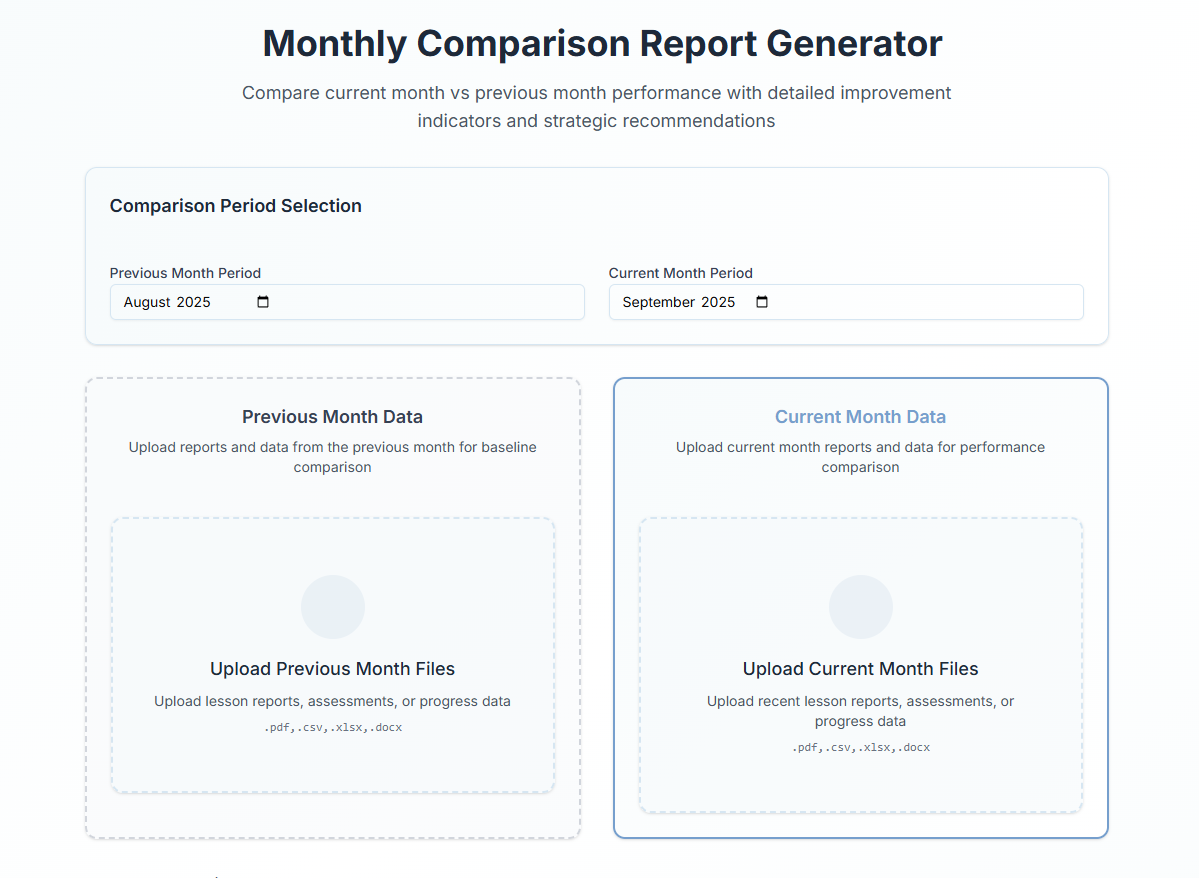 Monthly Comparison Report Generator
Compare current month vs previous month performance with detailed improvement
indicators and strategic recommendations
Comparison Period Selection
Previous Month Period
August 2025
Current Month Period
September 2025
Previous Month Data
Upload reports and data from the previous month for baseline
comparison
Upload Previous Month Files
Upload lesson reports, assessments, or progress data
.pdf,.csv,.xlsx,.docx
Current Month Data
Upload current month reports and data for performance
comparison
Upload Current Month Files
Upload recent lesson reports, assessments, or
progress data
.pdf,.csv,.xlsx,.docx